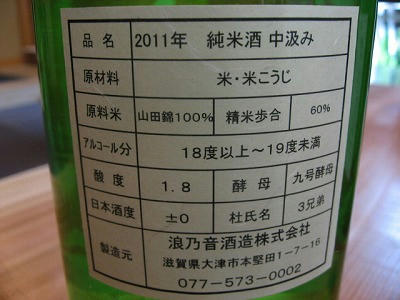 品名 2011年 純米酒 中汲み
原材料 米・米こうじ
原料米 山田錦100% 精米歩合 60%
アルコール分 18度以上～19度未満
酸度 1.8 酵母 九号酵母
日本酒度 ±0 杜氏名 3兄弟
製造元 浪乃音酒造株式会社
滋賀県大津市本堅田1-7-16
077-573-0002